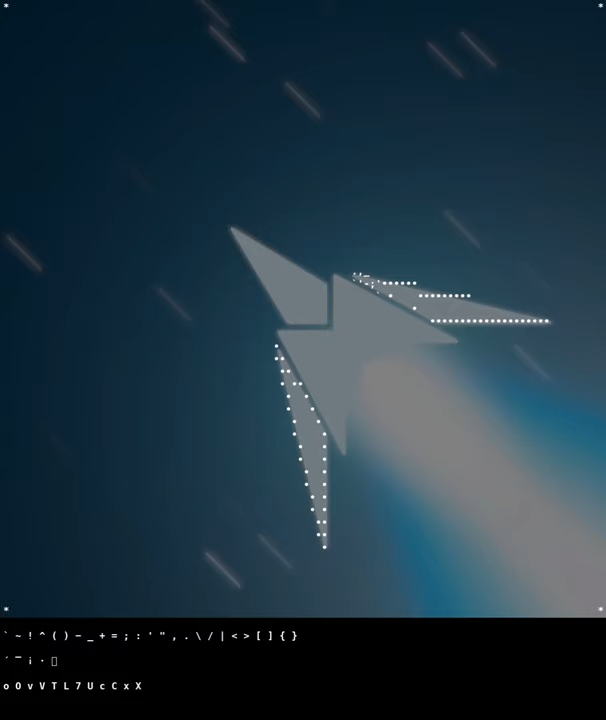 * *
* *
` ~ ! ^ ( ) − _ + = ; : ' " , . \ / | < > [ ] { }
´ ¯ ¡ ·
o O v V T L 7 U c C x X